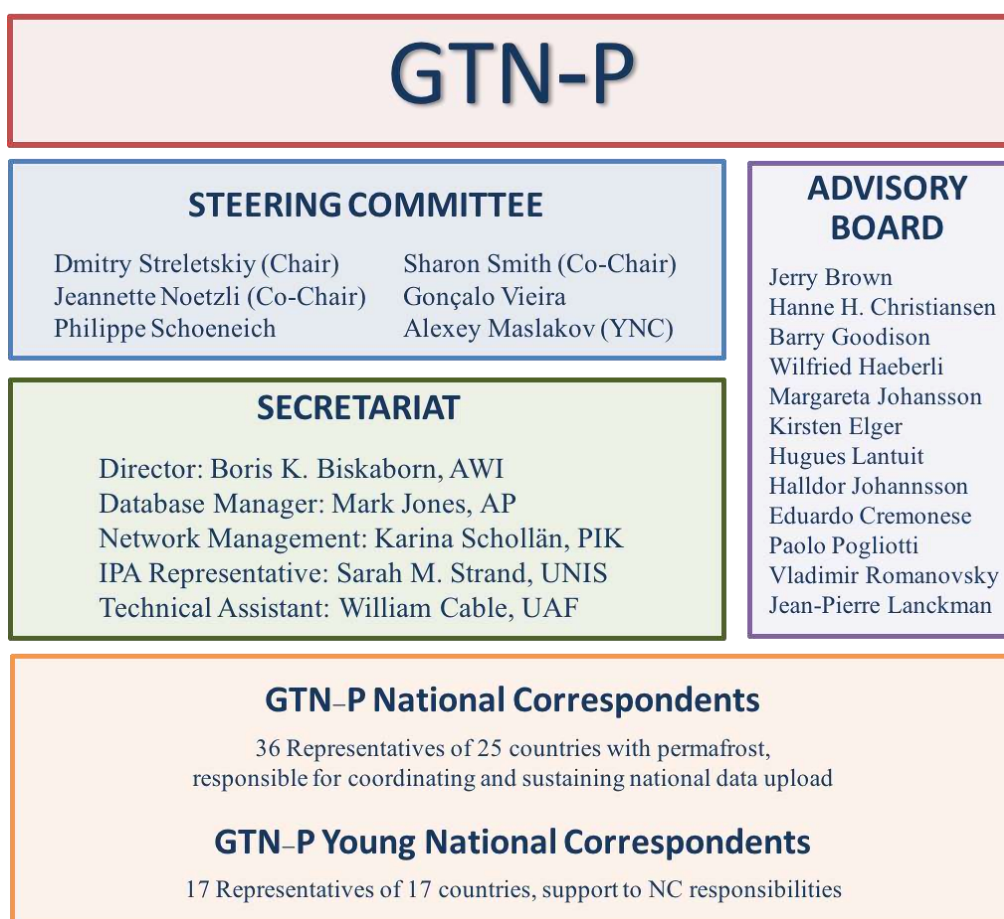 GTN-P
STEERING COMMITTEE
Dmitry Streletskiy (Chair)
Jeannette Noetzli (Co-Chair)
Philippe Schoeneich
Sharon Smith (Co-Chair)
Gonçalo Vieira
Alexey Maslakov (YNC)
ADVISORY
BOARD
Jerry Brown
Hanne H. Christiansen
Barry Goodison
Wilfried Haeberli
Margareta Johansson
Kirsten Elger
Hugues Lantuit
Halldor Johannsson
Eduardo Cremonese
Paolo Pogliotti
Vladimir Romanovsky
Jean-Pierre Lanckman
SECRETARIAT
Director: Boris K. Biskaborn, AWI
Database Manager: Mark Jones, AP
Network Management: Karina Schollän, PIK
IPA Representative: Sarah M. Strand, UNIS
Technical Assistant: William Cable, UAF
GTN–P National Correspondents
36 Representatives of 25 countries with permafrost,
responsible for coordinating and sustaining national data upload
GTN–P Young National Correspondents
17 Representatives of 17 countries, support to NC responsibilities